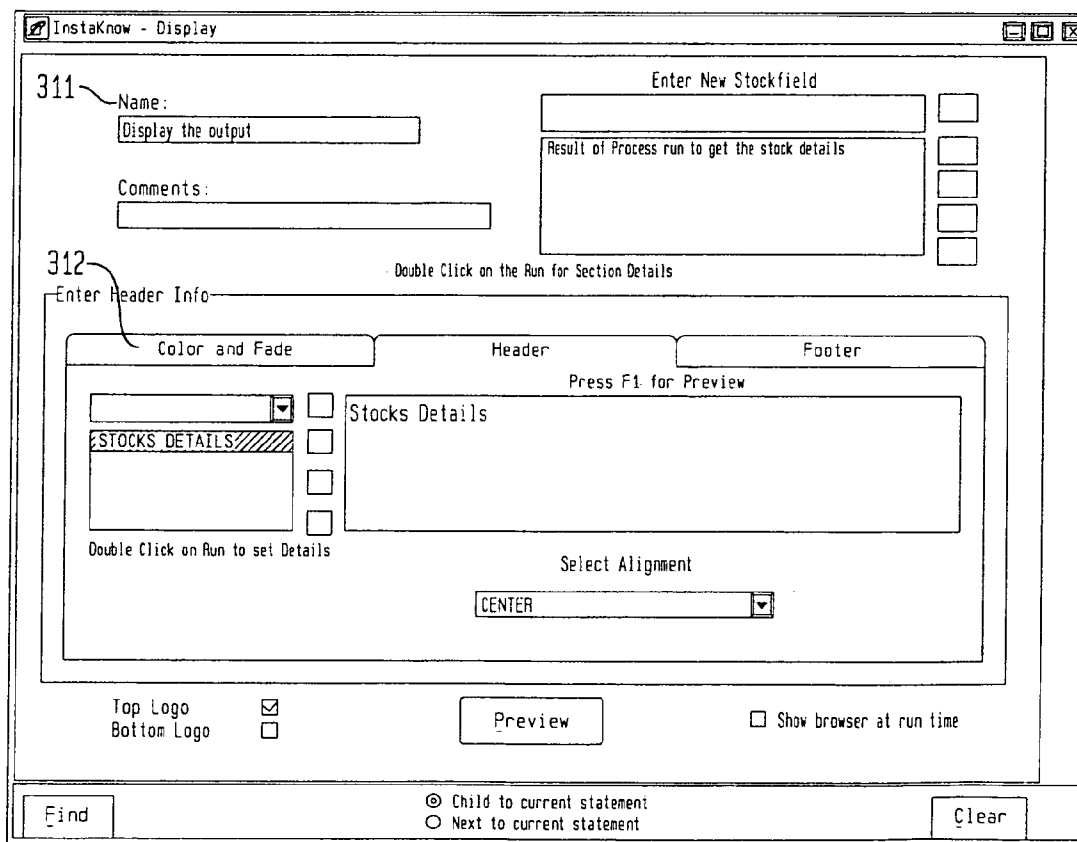 InstaKnow - Display
311
Name:
Display the output
Comments:
Enter New Stockfield
Result of Process run to get the stock details
Double Click on the Run for Section Details
312
Enter Header Info
Color and Fade
Header
Footer
Press F1 for Preview
STOCKS DETAILS
Stocks Details
Double Click on Run to set Details
Select Alignment
CENTER
Top Logo
Bottom Logo
Preview
Show browser at run time
Find
Child to current statement
Next to current statement
Clear